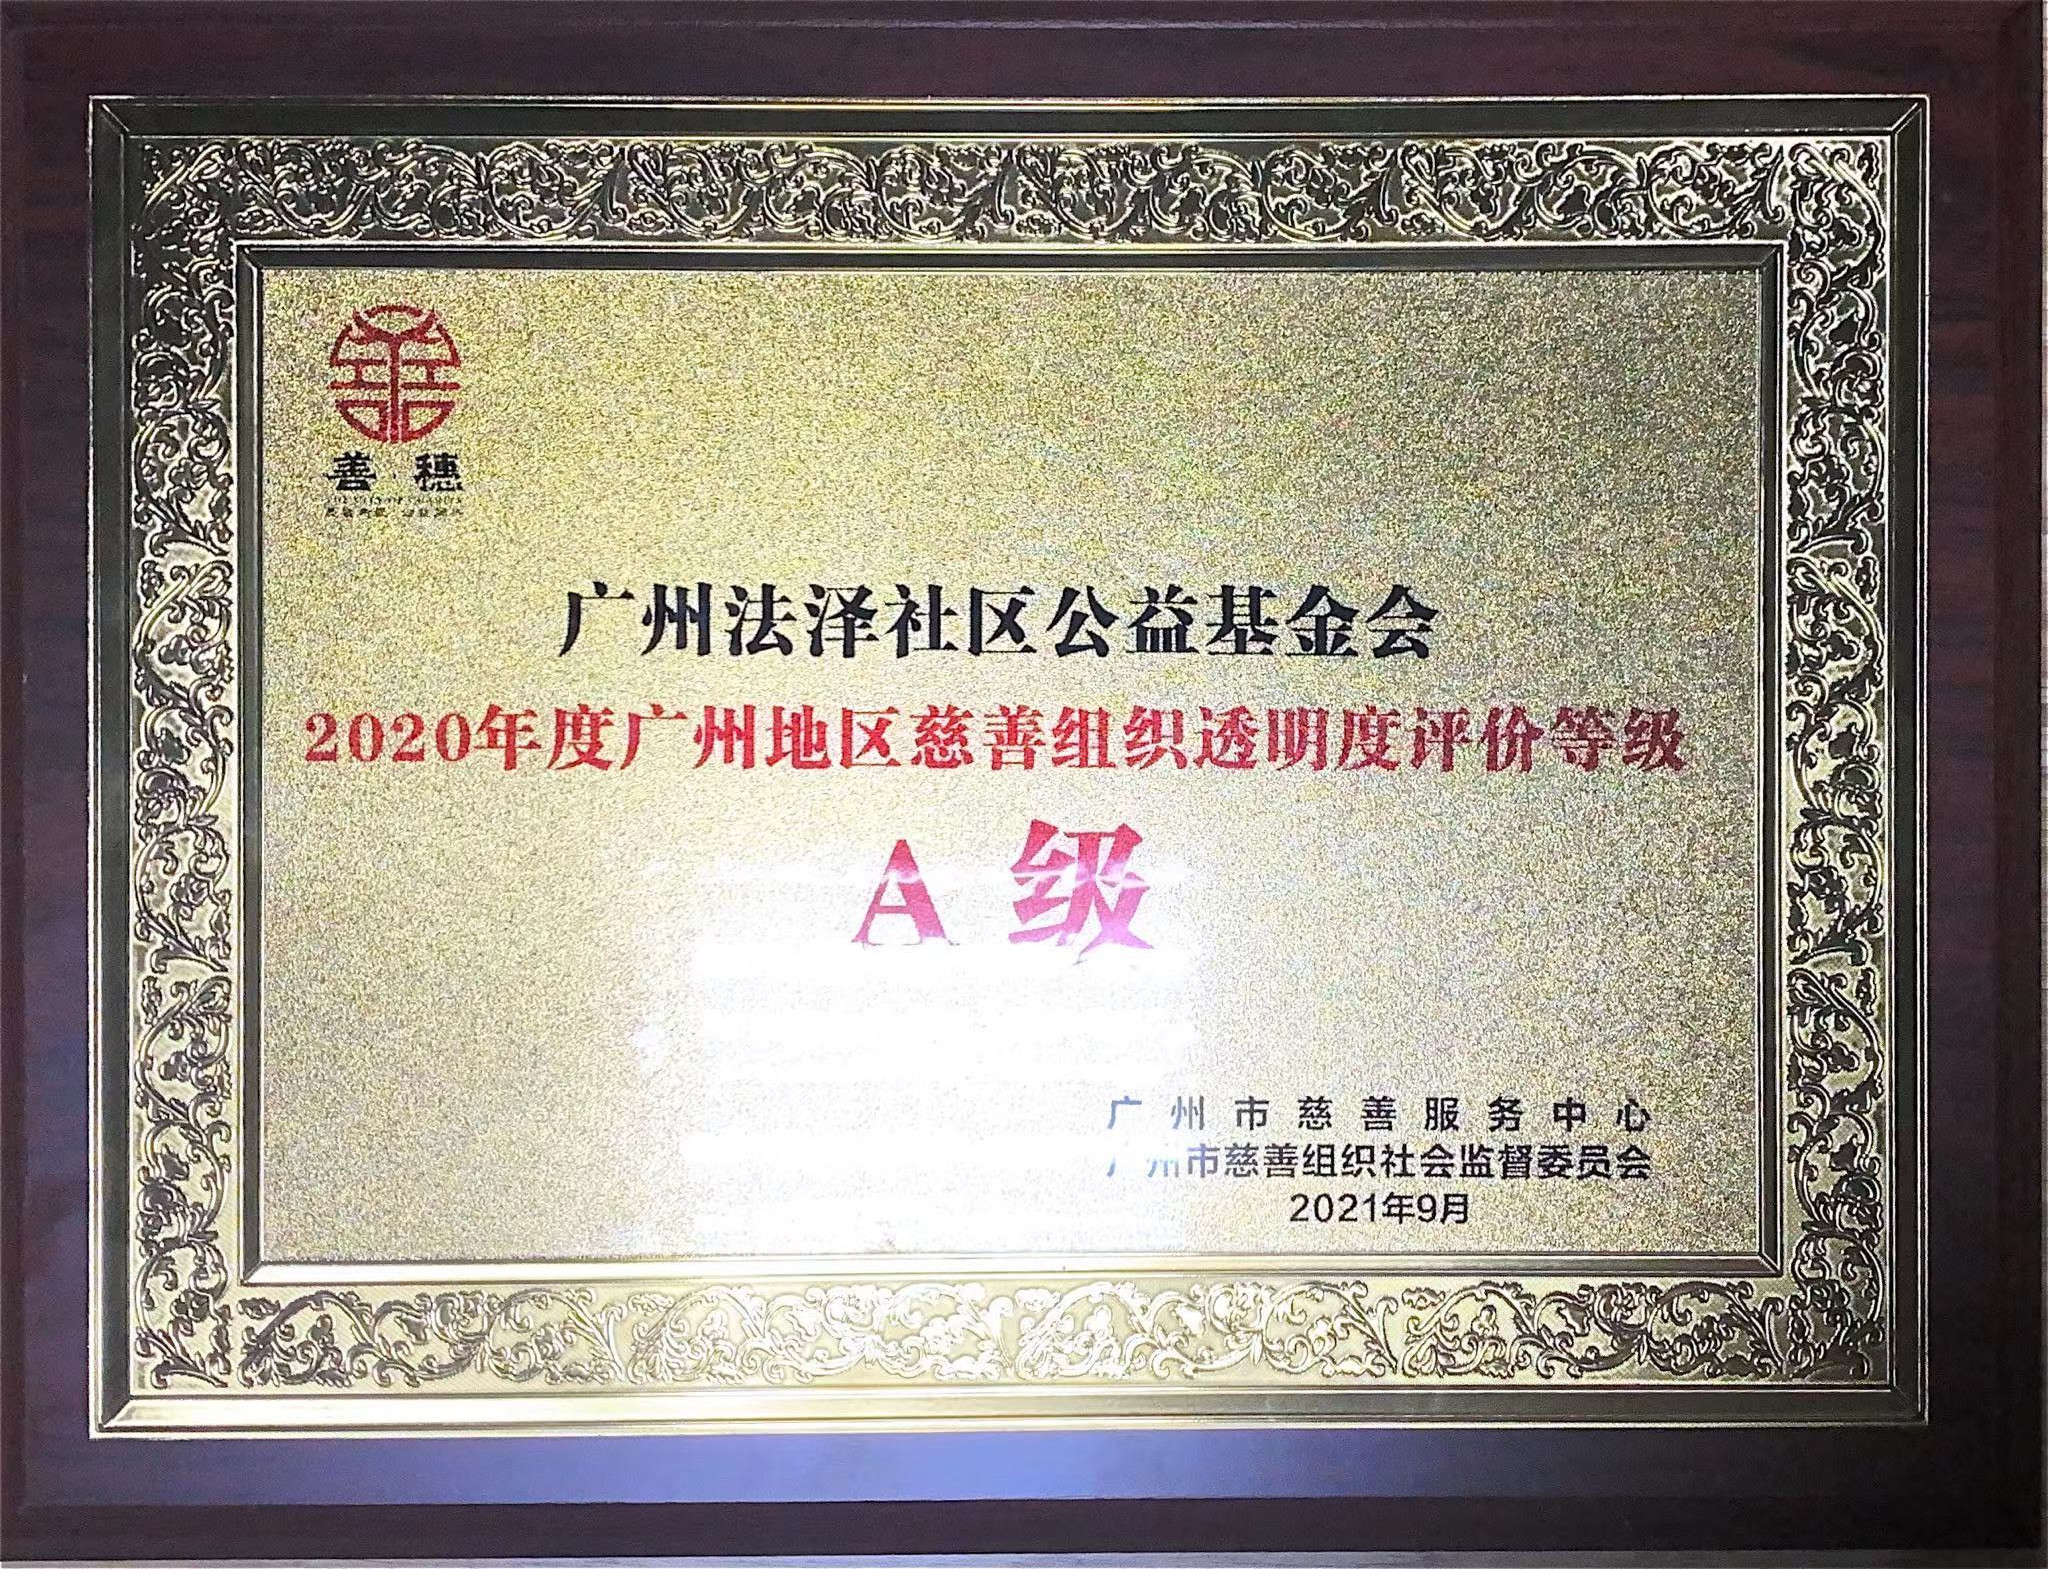 善 穗
广州法泽社区公益基金会
2020年度广州地区慈善组织透明度评价等级
A 级
广州市慈善服务中心
广州市慈善组织社会监督委员会
2021年9月